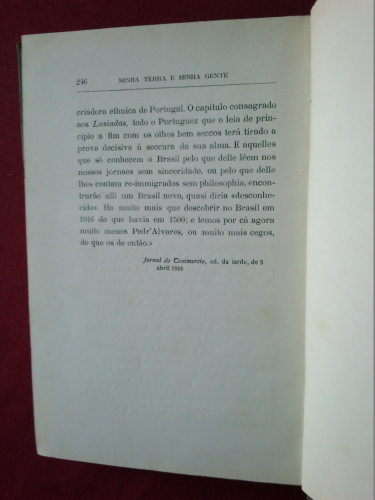 246 MINHA TERRA E MINHA GENTE
criadora ethnica de Portugal. O capitulo consagrado
aos Lusiadas, todo o Portuguez que o leia de prin-
cipio a fim com os olhos bem seccos terá tirado a
prova decisiva á seccura da sua alma. E aquelles
que só conhecem o Brasil pelo que delle lêem nos
nossos jornaes sem sinceridade, ou pelo que delle
lhes contam re-immigrados sem philosophia, encon-
trarão alli um Brasil novo, quasi diria «desconhe-
cido». Ha muito mais que descobrir no Brasil em
1916 do que havia em 1500; e temos por cá agora
muito menos Pedr'Alvares, ou muito mais cegos,
do que os de então.»
Jornal do Commercio, ed. da tarde, de 5
abril 1916